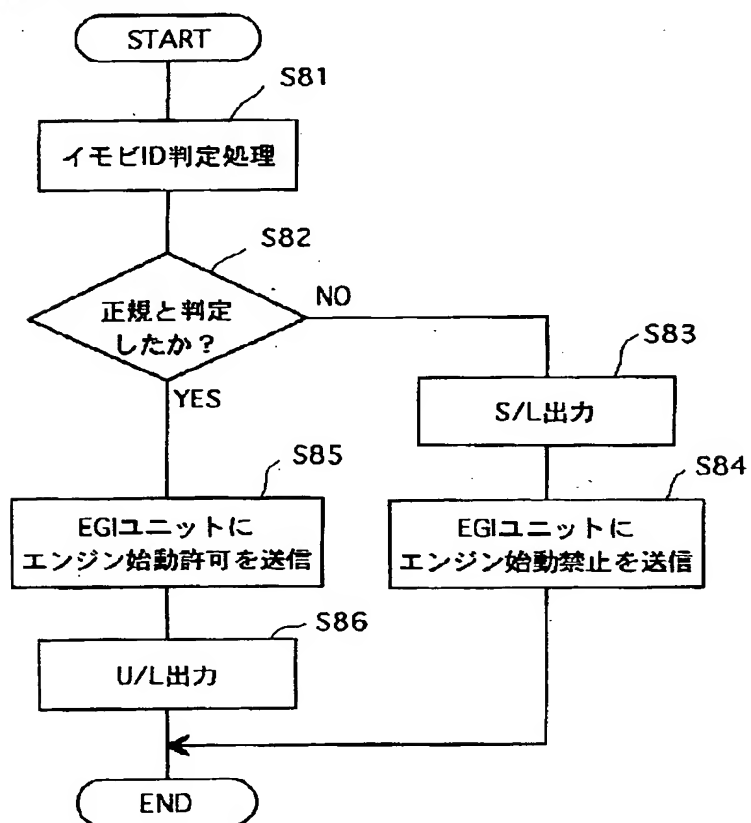 START
S81
イモビID判定処理
S82
正規と判定
したか？
NO
YES
S83
S/L出力
S84
EGIユニットに
エンジン始動禁止を送信
S85
EGIユニットに
エンジン始動許可を送信
S86
U/L出力
END